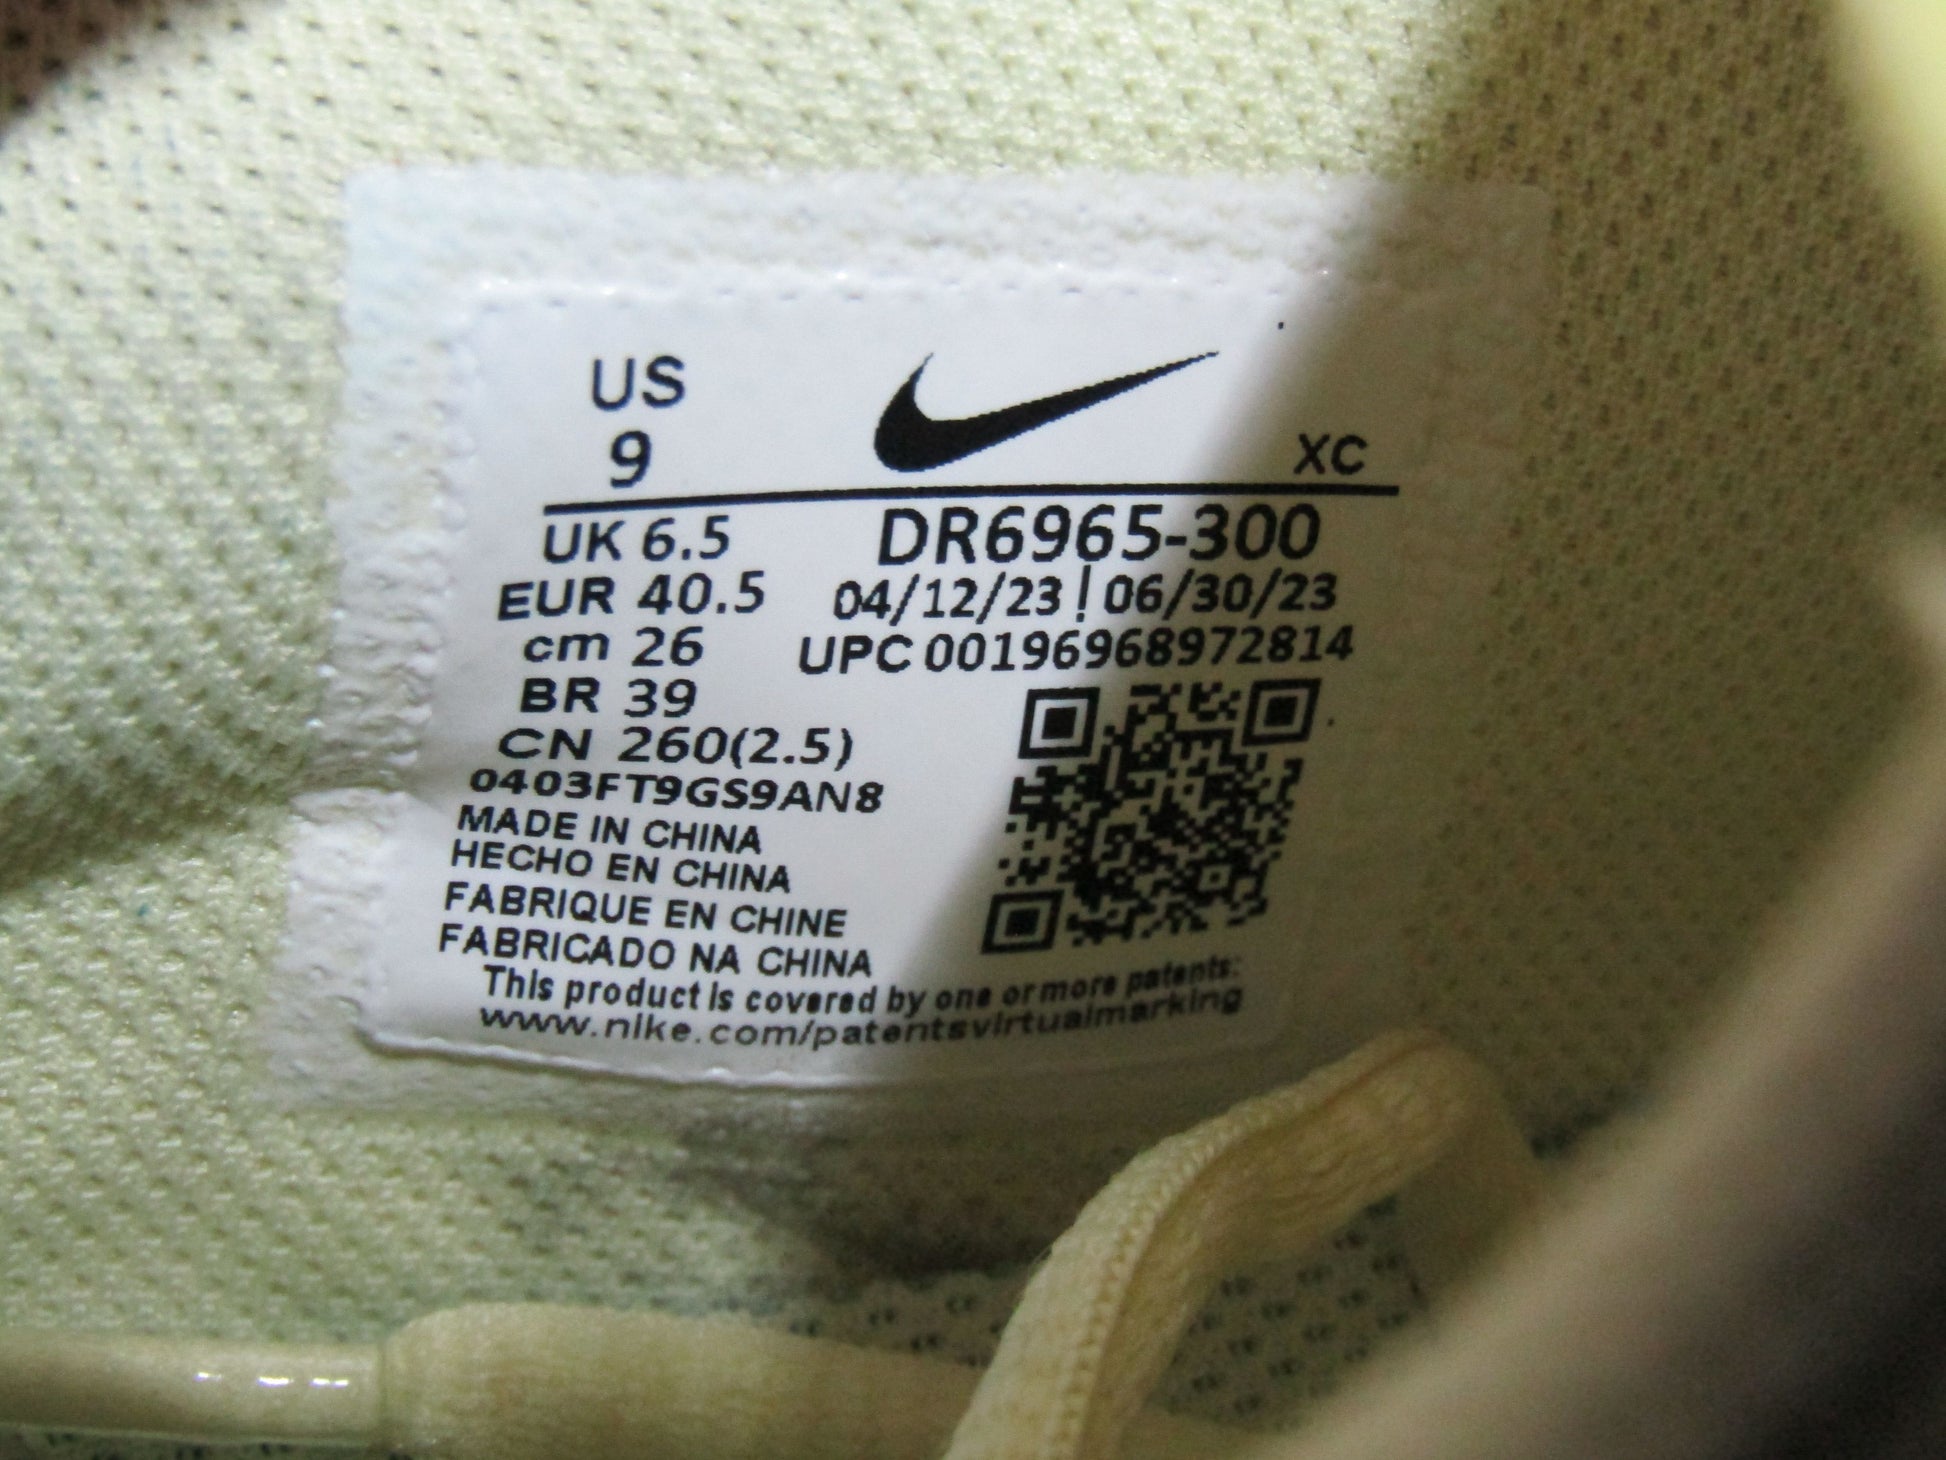 US
9
XC
UK 6.5 DR6965-300
EUR 40.5 04/12/23 | 06/30/23
cm 26 UPC 00196968972814
BR 39
CN 260(2.5)
0403FT9GS9AN8
MADE IN CHINA
HECHO EN CHINA
FABRIQUE EN CHINE
FABRICADO NA CHINA
This product is covered by one or more patents:
www.nike.com/patentsvirtualmarking